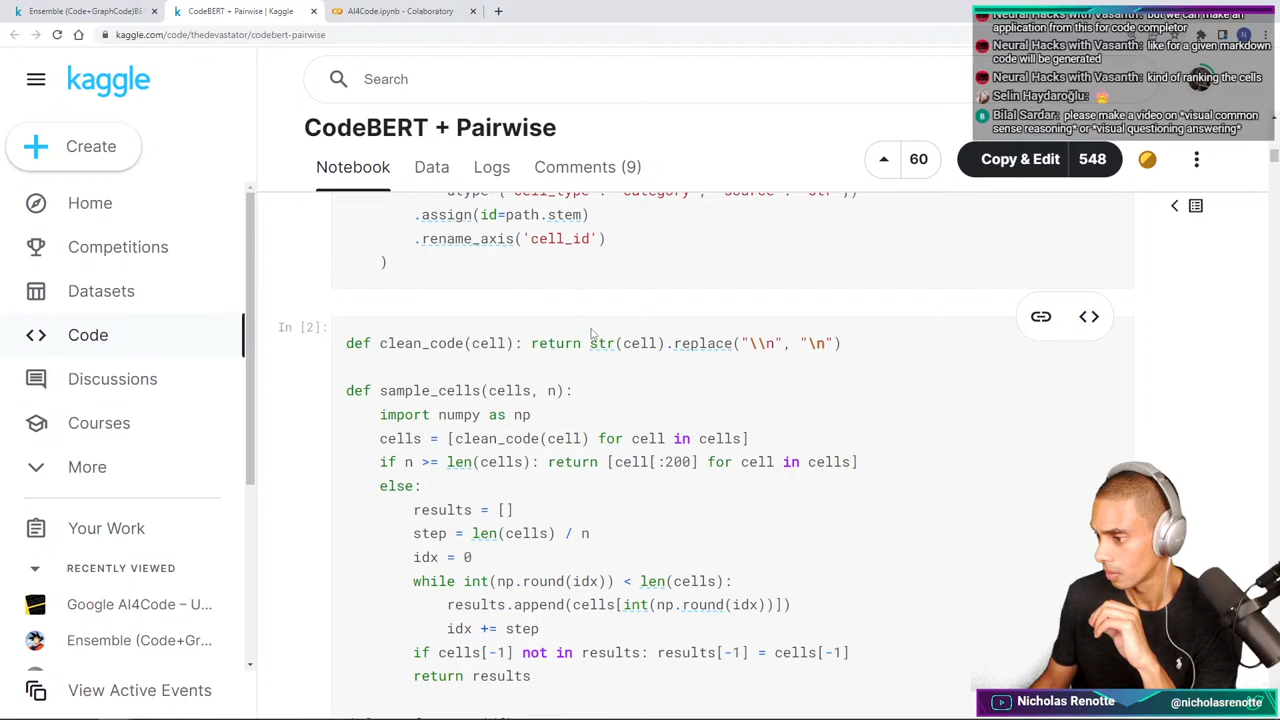 Ensemble (Code+GraphCode)BE
CodeBERT + Pairwise | Kaggle
AI4Code.ipynb - Colaboratory
kaggle.com/code/thedevastator/codebert-pairwise
kaggle
Search
Create
Home
Competitions
Datasets
Code
Discussions
Courses
More
Your Work
RECENTLY VIEWED
Google AI4Code – U...
Ensemble (Code+Gr...
View Active Events
CodeBERT + Pairwise
Notebook
Data
Logs
Comments (9)
60
Copy & Edit
548
.assign(id=path.stem)
.rename_axis('cell_id')
)
In [2]:
def clean_code(cell): return str(cell).replace("\\n", "\n")
def sample_cells(cells, n):
import numpy as np
cells = [clean_code(cell) for cell in cells]
if n >= len(cells): return [cell[:200] for cell in cells]
else:
results = []
step = len(cells) / n
idx = 0
while int(np.round(idx)) < len(cells):
results.append(cells[int(np.round(idx))])
idx += step
if cells[-1] not in results: results[-1] = cells[-1]
return results
Neural Hacks with Vasanth: but we can make an
application from this for code completor
Neural Hacks with Vasanth: like for a given markdown
code will be generated
Neural Hacks with Vasanth: kind of ranking the cells
Selin Haydaroğlu:
Bilal Sardar: please make a video on *visual common
sense reasoning* or *visual questioning answering*
Nicholas Renotte
@nicholasrenotte